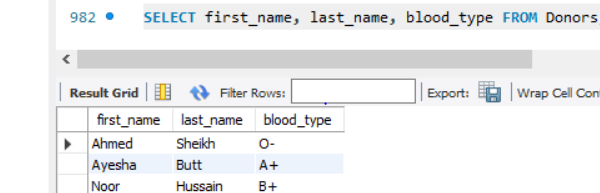 982 SELECT first_name, last_name, blood_type FROM Donors
Result Grid Filter Rows: Export: Wrap Cell Con
first_name last_name blood_type
Ahmed Sheikh O-
Ayesha Butt A+
Noor Hussain B+